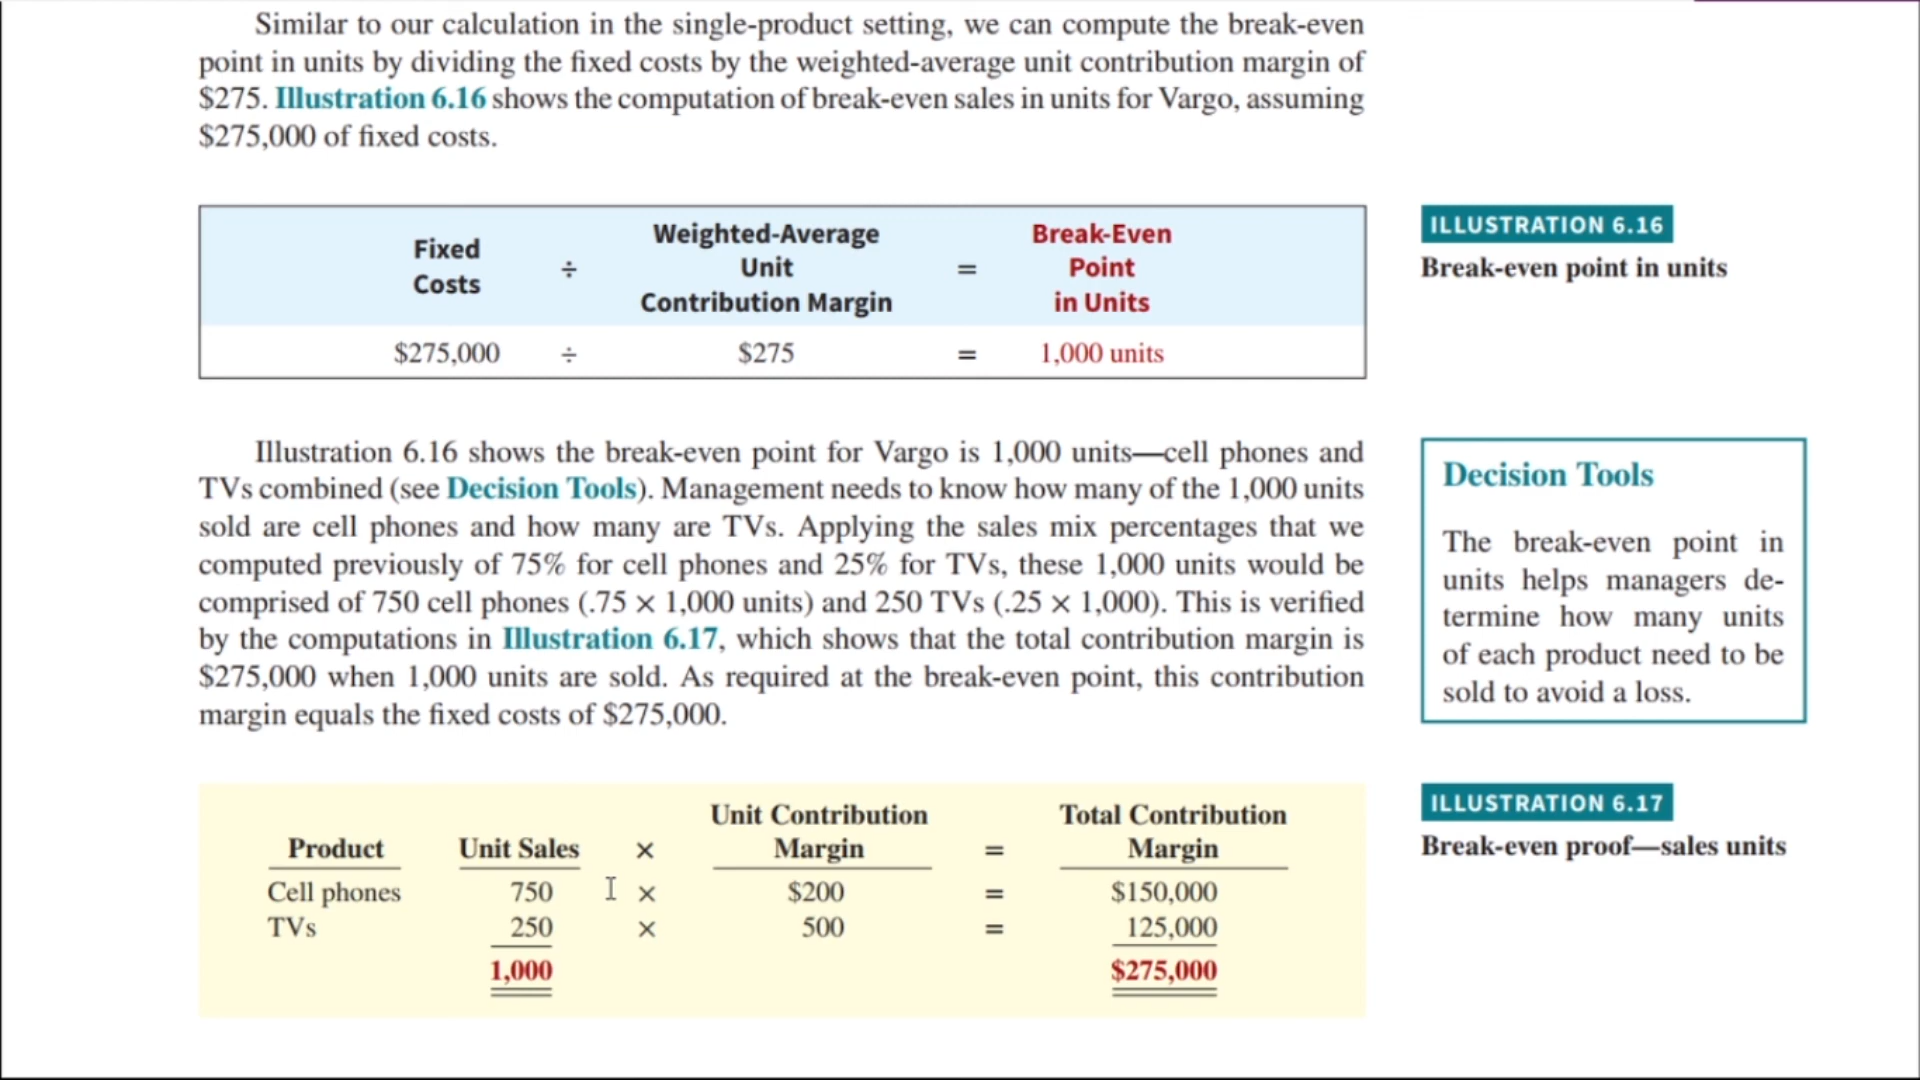 Similar to our calculation in the single-product setting, we can compute the break-even
point in units by dividing the fixed costs by the weighted-average unit contribution margin of
$275. Illustration 6.16 shows the computation of break-even sales in units for Vargo, assuming
$275,000 of fixed costs.
ILLUSTRATION 6.16
Break-even point in units
Fixed Costs ÷ Weighted-Average Unit Contribution Margin = Break-Even Point in Units
$275,000 ÷ $275 = 1,000 units
Illustration 6.16 shows the break-even point for Vargo is 1,000 units—cell phones and
TVs combined (see Decision Tools). Management needs to know how many of the 1,000 units
sold are cell phones and how many are TVs. Applying the sales mix percentages that we
computed previously of 75% for cell phones and 25% for TVs, these 1,000 units would be
comprised of 750 cell phones (.75 × 1,000 units) and 250 TVs (.25 × 1,000). This is verified
by the computations in Illustration 6.17, which shows that the total contribution margin is
$275,000 when 1,000 units are sold. As required at the break-even point, this contribution
margin equals the fixed costs of $275,000.
Decision Tools
The break-even point in
units helps managers de-
termine how many units
of each product need to be
sold to avoid a loss.
ILLUSTRATION 6.17
Break-even proof—sales units
Product Unit Sales × Unit Contribution Margin = Total Contribution Margin
Cell phones 750 × $200 = $150,000
TVs 250 × 500 = 125,000
1,000 $275,000